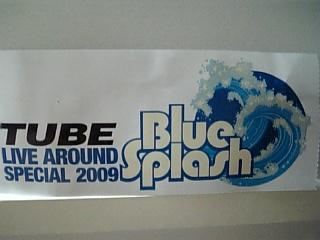 TUBE
LIVE AROUND
SPECIAL 2009
Blue
Splash